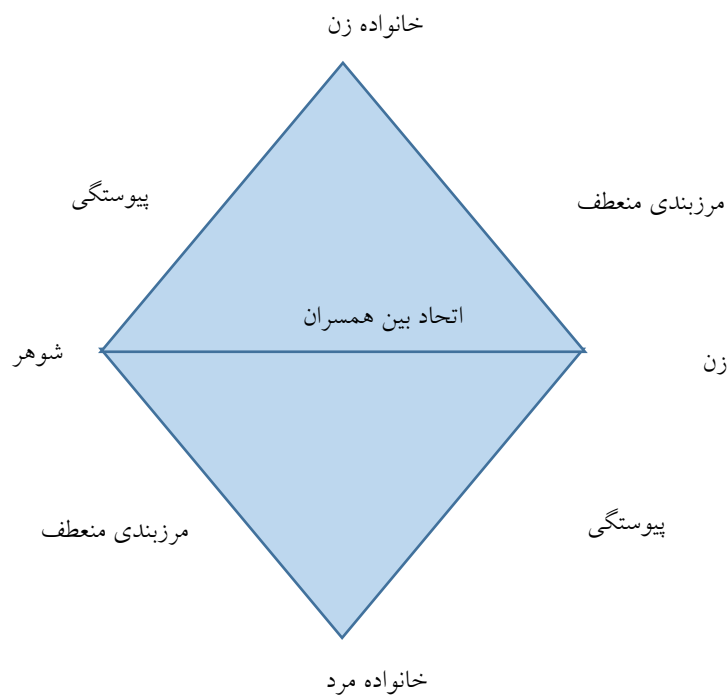 خانواده زن
پیوستگی
مرزبندی منعطف
اتحاد بین همسران
شوهر
زن
مرزبندی منعطف
پیوستگی
خانواده مرد